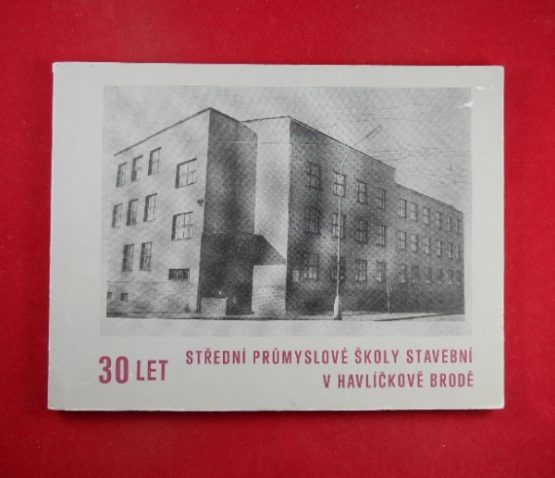 30 LET STŘEDNÍ PRŮMYSLOVÉ ŠKOLY STAVEBNÍ
V HAVLÍČKOVĚ BRODĚ